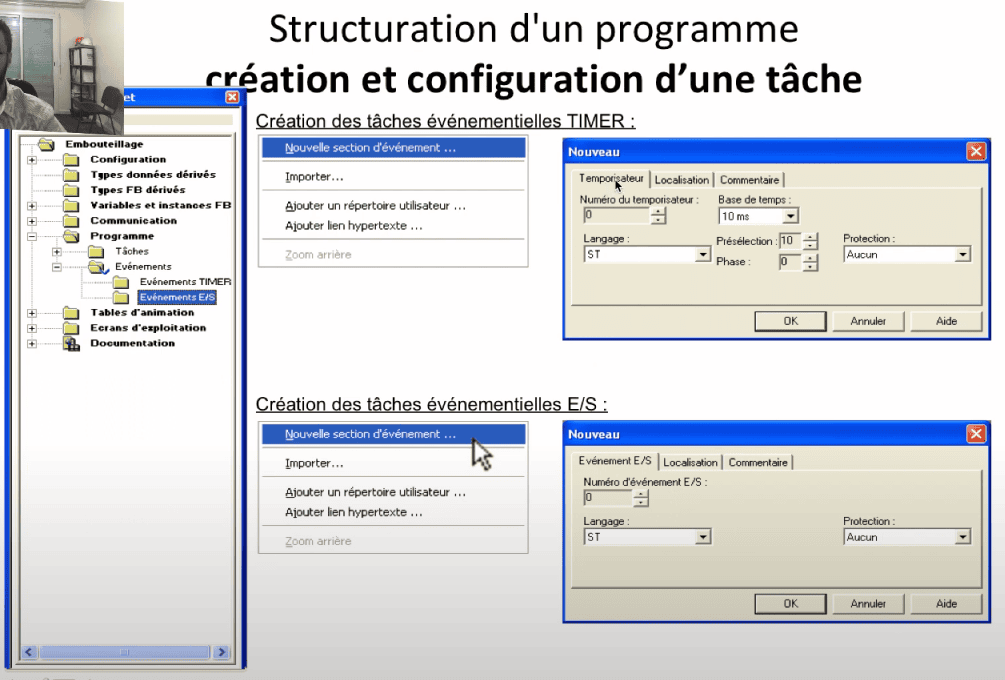 Structuration d'un programme
création et configuration d’une tâche
et
Embouteillage
Configuration
Types données dérivés
Types FB dérivés
Variables et instances FB
Communication
Programme
Tâches
Evénements
Evénements TIMER
Evénements E/S
Tables d'animation
Ecrans d'exploitation
Documentation
Création des tâches événementielles TIMER :
Nouvelle section d'événement ...
Importer...
Ajouter un répertoire utilisateur ...
Ajouter lien hypertexte ...
Zoom arrière
Nouveau
Temporisateur Localisation Commentaire
Numéro du temporisateur : Base de temps :
0 10 ms
Langage : Présélection : 10 Protection :
ST Phase : 0 Aucun
OK Annuler Aide
Création des tâches événementielles E/S :
Nouvelle section d'événement ...
Importer...
Ajouter un répertoire utilisateur ...
Ajouter lien hypertexte ...
Zoom arrière
Nouveau
Evénement E/S Localisation Commentaire
Numéro d'événement E/S :
0
Langage : Protection :
ST Aucun
OK Annuler Aide